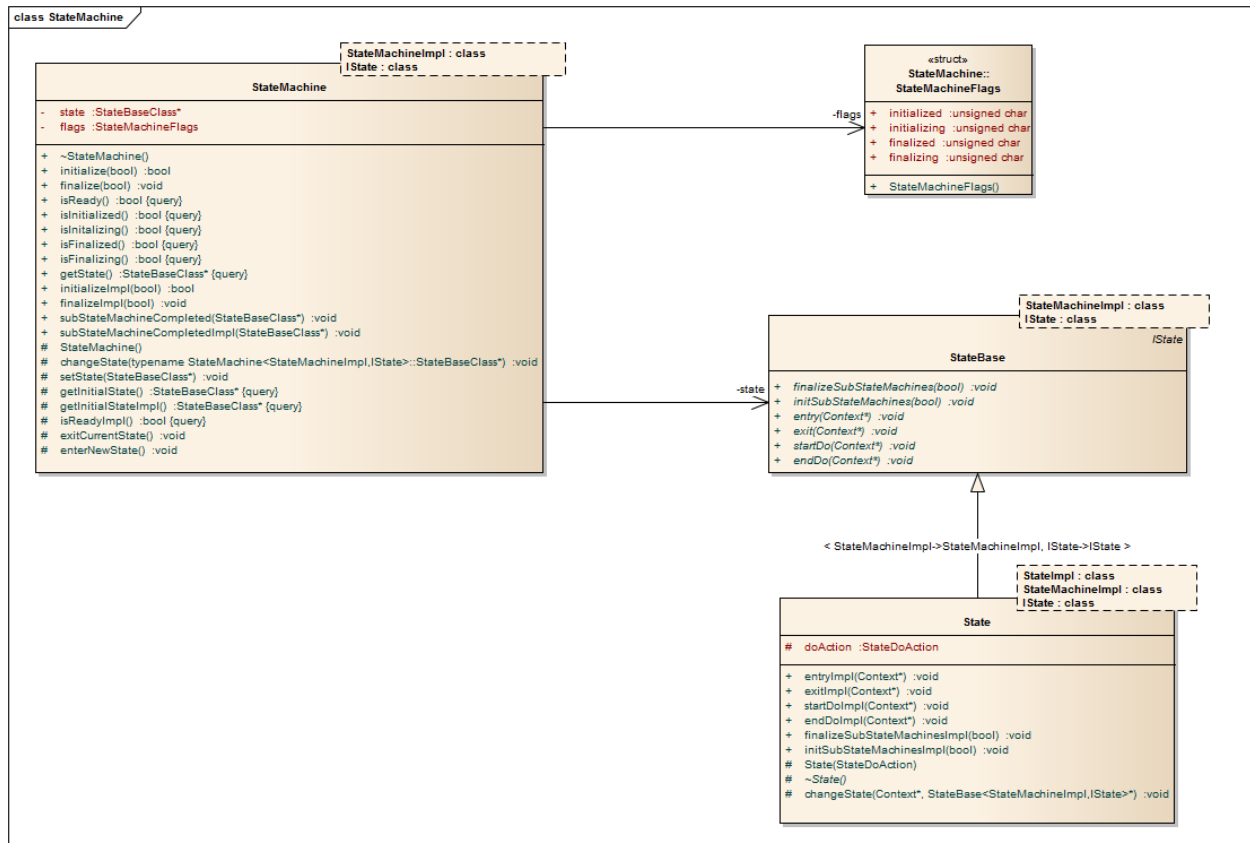 class StateMachine
StateMachineImpl : class
IState : class
StateMachine
- state :StateBaseClass*
- flags :StateMachineFlags
+ ~StateMachine()
+ initialize(bool) :bool
+ finalize(bool) :void
+ isReady() :bool {query}
+ isInitialized() :bool {query}
+ isInitalizing() :bool {query}
+ isFinalized() :bool {query}
+ isFinalizing() :bool {query}
+ getState() :StateBaseClass* {query}
+ initializeImpl(bool) :bool
+ finalizeImpl(bool) :void
+ subStateMachineCompleted(StateBaseClass*) :void
+ subStateMachineCompletedImpl(StateBaseClass*) :void
# StateMachine()
# changeState(typename StateMachine<StateMachineImpl,IState>::StateBaseClass*) :void
# setState(StateBaseClass*) :void
# getInitialState() :StateBaseClass* {query}
# getInitialStateImpl() :StateBaseClass* {query}
# isReadyImpl() :bool {query}
# exitCurrentState() :void
# enterNewState() :void
-flags
«struct»
StateMachine::
StateMachineFlags
+ initialized :unsigned char
+ initializing :unsigned char
+ finalized :unsigned char
+ finalizing :unsigned char
+ StateMachineFlags()
-state
StateMachineImpl : class
IState : class
IState
StateBase
+ finalizeSubStateMachines(bool) :void
+ initSubStateMachines(bool) :void
+ entry(Context*) :void
+ exit(Context*) :void
+ startDo(Context*) :void
+ endDo(Context*) :void
< StateMachineImpl->StateMachineImpl, IState->IState >
StateImpl : class
StateMachineImpl : class
IState : class
State
# doAction :StateDoAction
+ entryImpl(Context*) :void
+ exitImpl(Context*) :void
+ startDoImpl(Context*) :void
+ endDoImpl(Context*) :void
+ finalizeSubStateMachinesImpl(bool) :void
+ initSubStateMachinesImpl(bool) :void
# State(StateDoAction)
# ~State()
# changeState(Context*, StateBase<StateMachineImpl,IState>*) :void